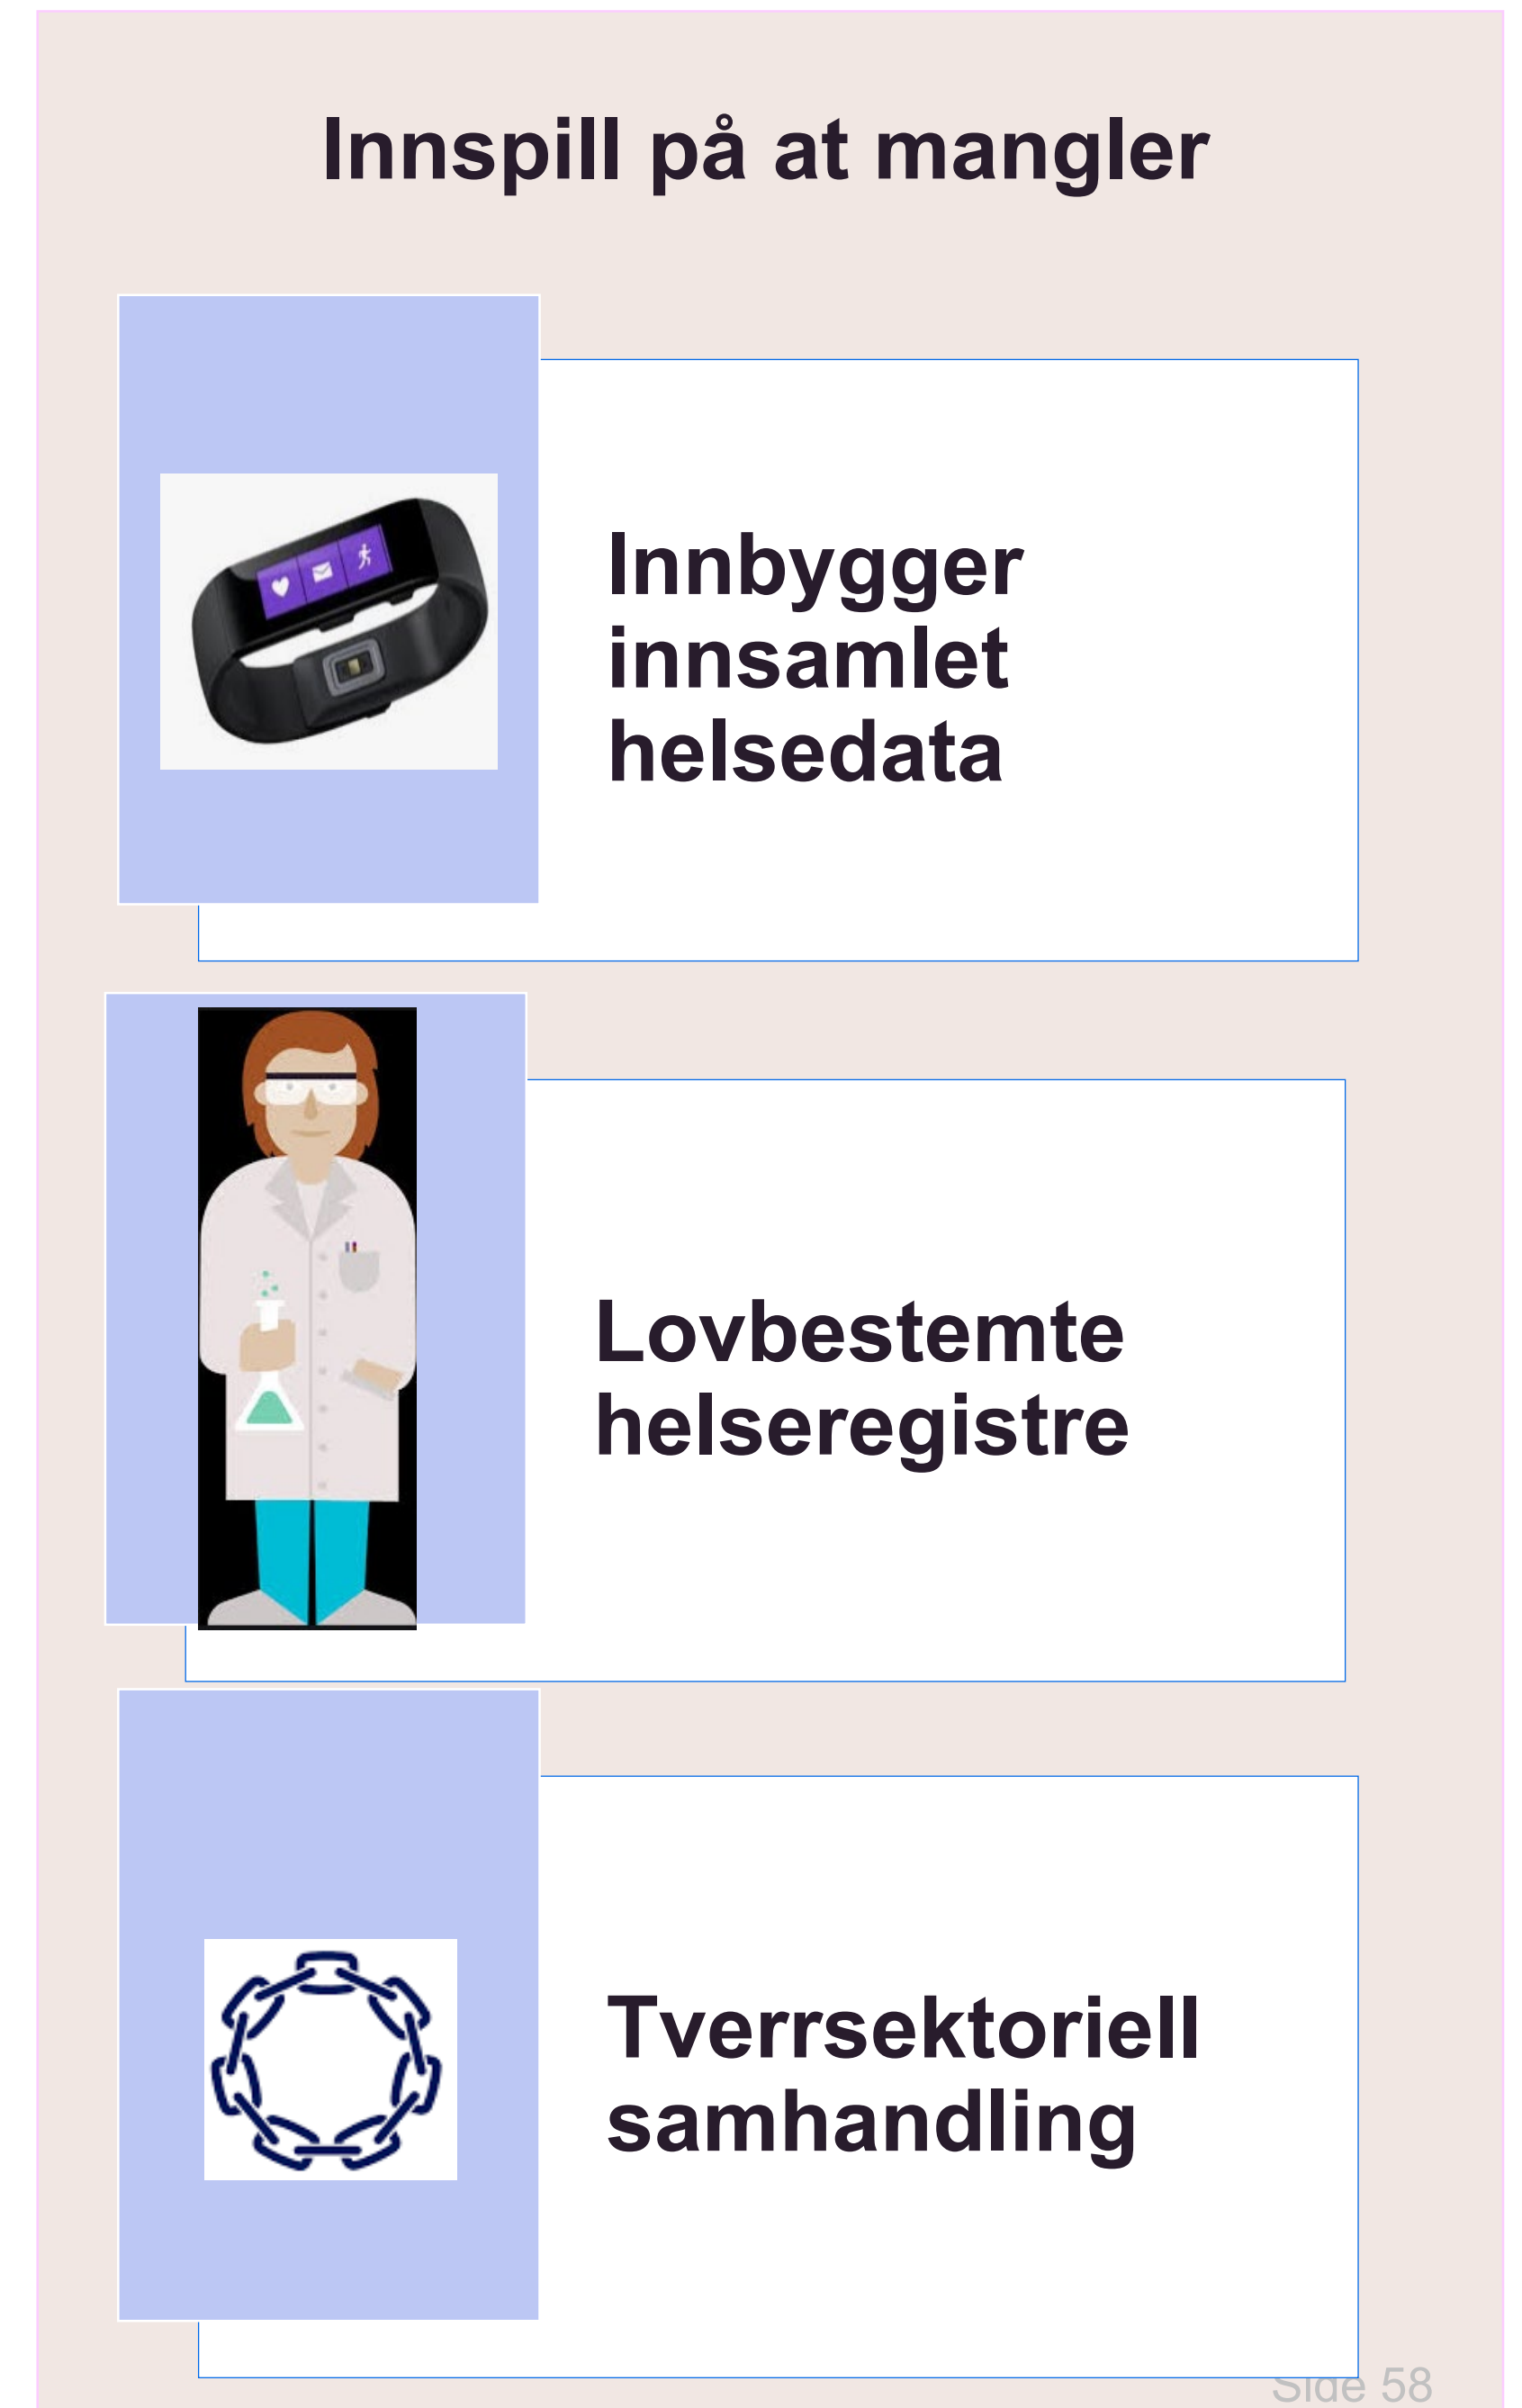 Innspill på at mangler
Innbygger
innsamlet
helsedata
Lovbestemte
helseregistre
Tverrsektoriell
samhandling
Side 58